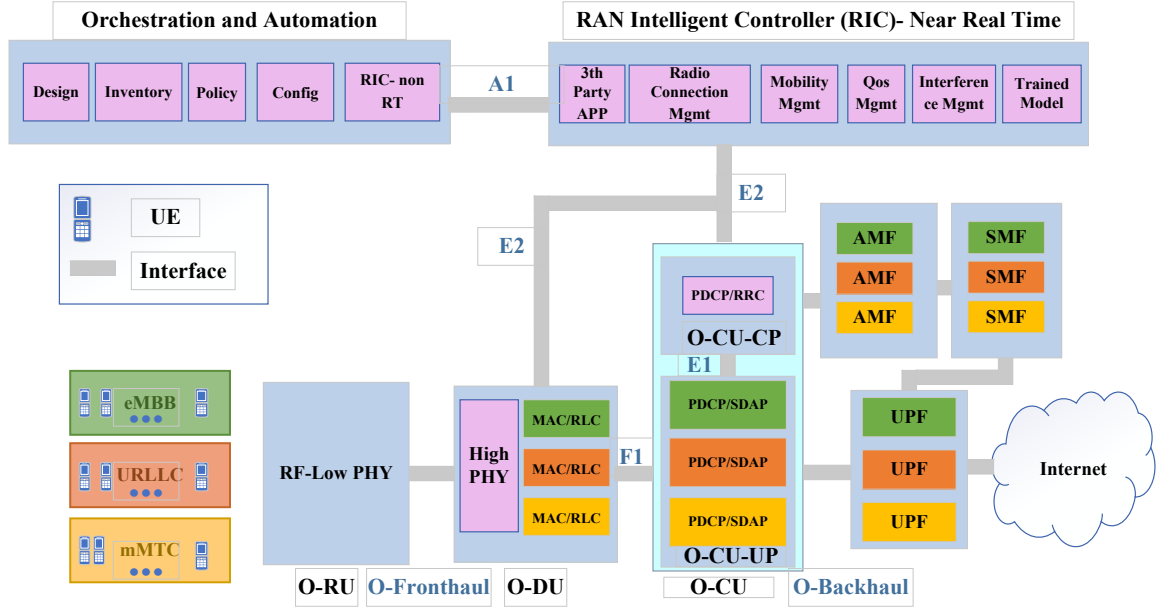 Orchestration and Automation
RAN Intelligent Controller (RIC)- Near Real Time
Design
Inventory
Policy
Config
RIC- non
RT
A1
3th
Party
APP
Radio
Connection
Mgmt
Mobility
Mgmt
Qos
Mgmt
Interferen
ce Mgmt
Trained
Model
UE
Interface
E2
E2
AMF
AMF
AMF
SMF
SMF
SMF
PDCP/RRC
O-CU-CP
E1
eMBB
URLLC
mMTC
RF-Low PHY
High
PHY
MAC/RLC
MAC/RLC
MAC/RLC
F1
PDCP/SDAP
PDCP/SDAP
PDCP/SDAP
O-CU-UP
UPF
UPF
UPF
Internet
O-RU
O-Fronthaul
O-DU
O-CU
O-Backhaul